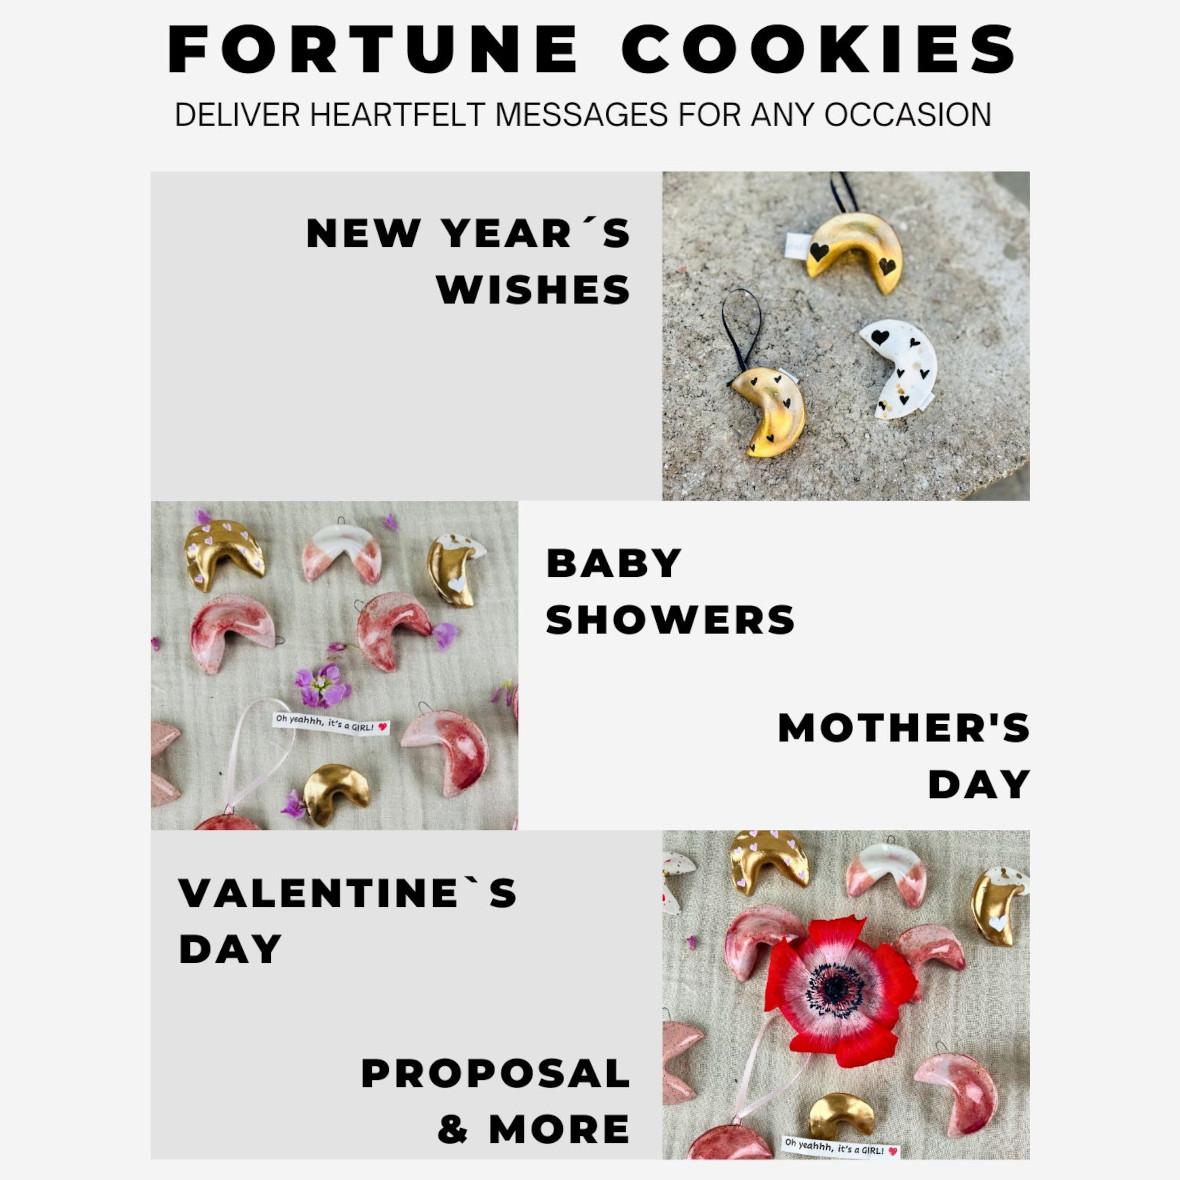 FORTUNE COOKIES
DELIVER HEARTFELT MESSAGES FOR ANY OCCASION
NEW YEAR´S
WISHES
BABY
SHOWERS
Oh yeahhh, it's a GIRL! ❤
MOTHER'S
DAY
VALENTINE`S
DAY
PROPOSAL
& MORE
Oh yeahhh, it's a GIRL! ❤